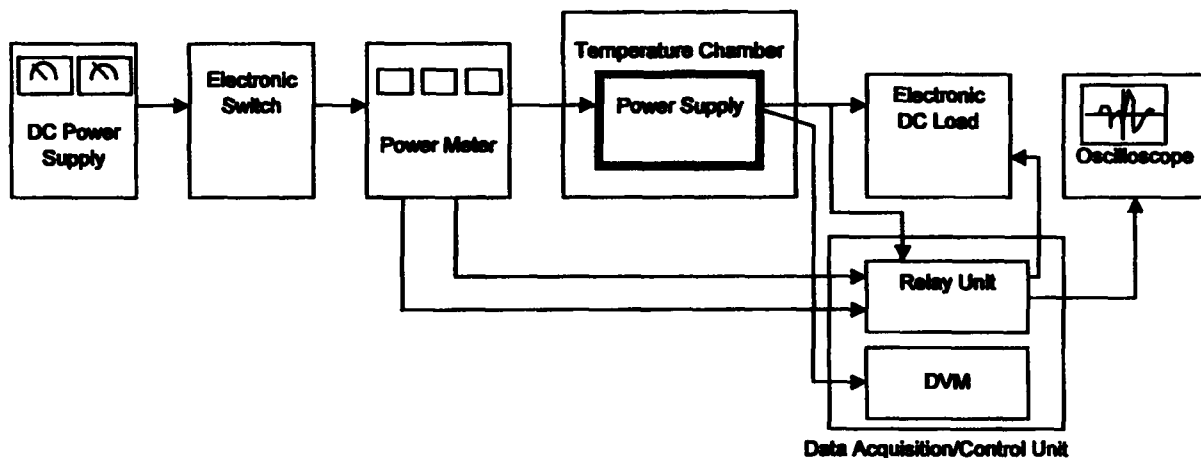 DC Power
Supply
Electronic
Switch
Power Meter
Temperature Chamber
Power Supply
Electronic
DC Load
Oscilloscope
Relay Unit
DVM
Data Acquisition/Control Unit